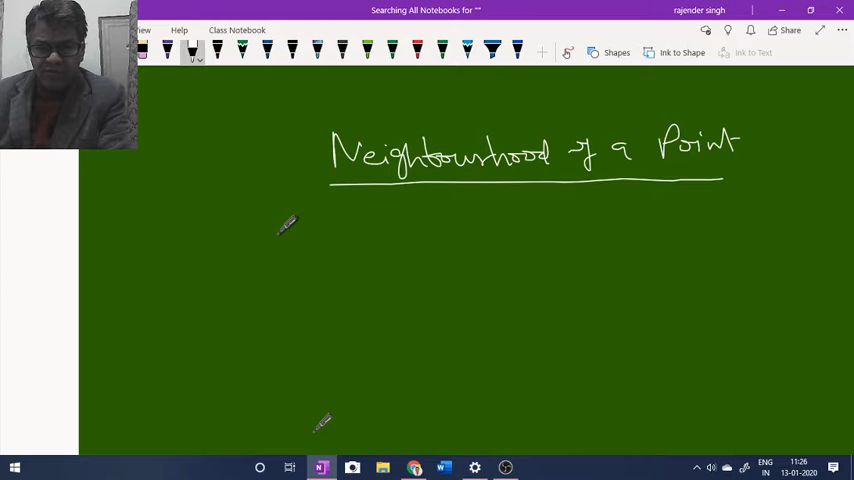 Searching All Notebooks for ""
rajender singh
View Help Class Notebook
Share
Shapes Ink to Shape Ink to Text
Neighbourhood of a Point
ENG 11:26
IN 13-01-2020